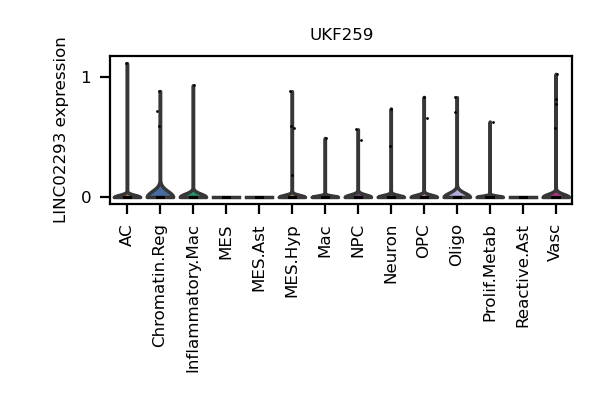 UKF259
LINC02293 expression
1
0
AC
Chromatin.Reg
Inflammatory.Mac
MES
MES.Ast
MES.Hyp
Mac
NPC
Neuron
OPC
Oligo
Prolif.Metab
Reactive.Ast
Vasc